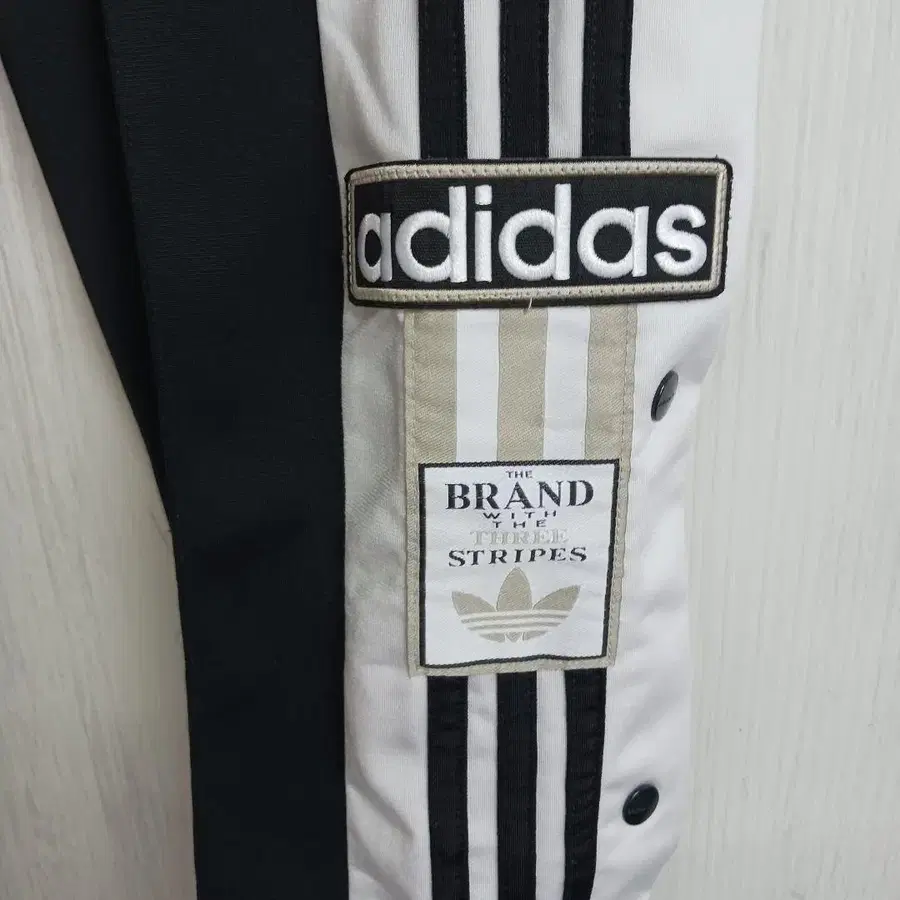 adidas
THE
BRAND
WITH
THE
THREE
STRIPES